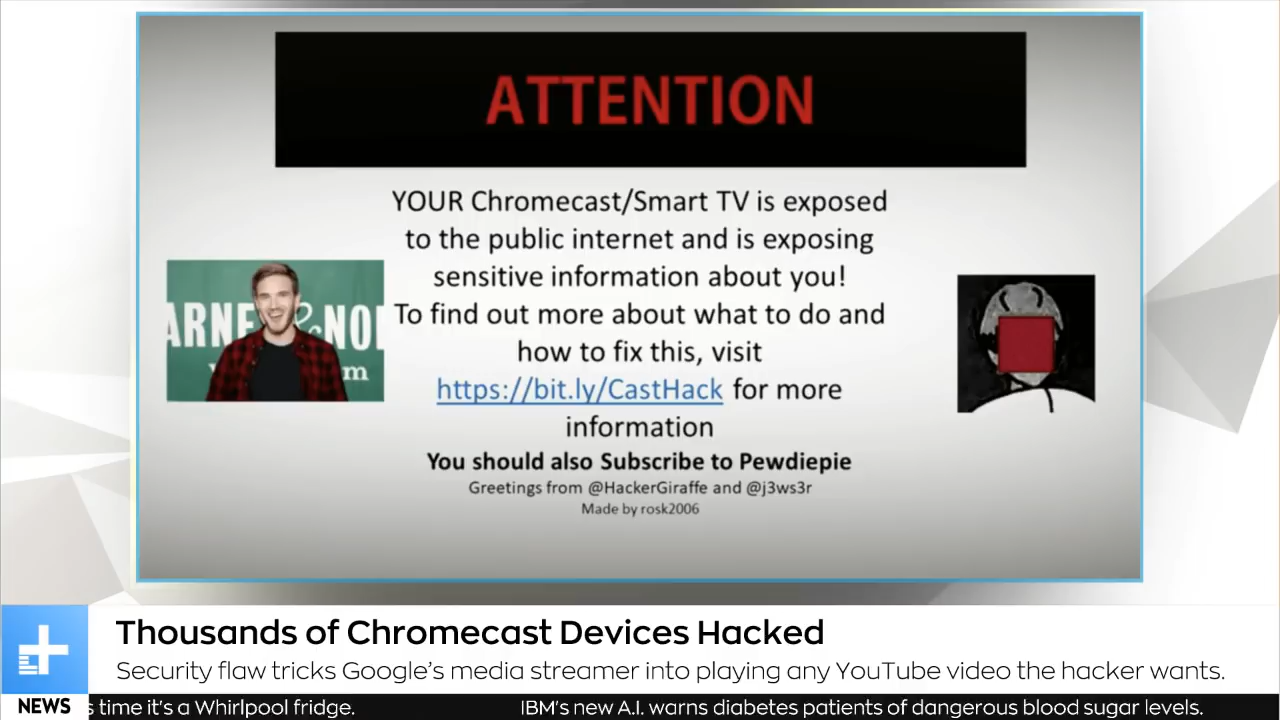 ATTENTION
YOUR Chromecast/Smart TV is exposed
to the public internet and is exposing
sensitive information about you!
To find out more about what to do and
how to fix this, visit
https://bit.ly/CastHack for more
information
You should also Subscribe to Pewdiepie
Greetings from @HackerGiraffe and @j3ws3r
Made by rosk2006
ARNE & NO
m
Thousands of Chromecast Devices Hacked
Security flaw tricks Google's media streamer into playing any YouTube video the hacker wants.
NEWS
s time it's a Whirlpool fridge. IBM's new A.I. warns diabetes patients of dangerous blood sugar levels.